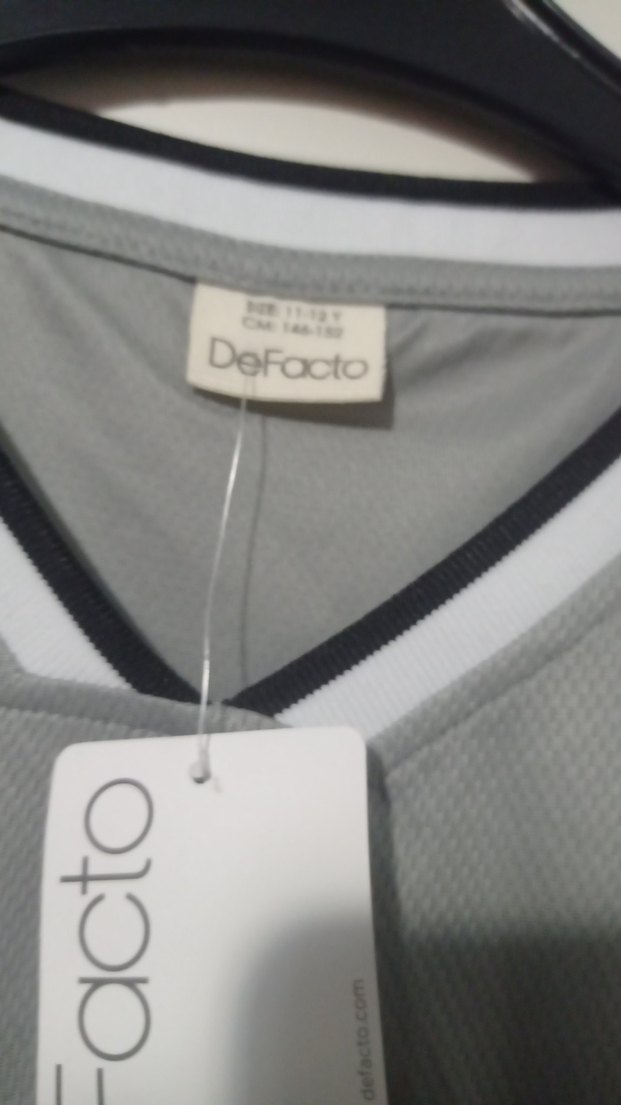 SIZE: 11-12 Y
CM: 146-152
DeFacto
Facto
defacto.com